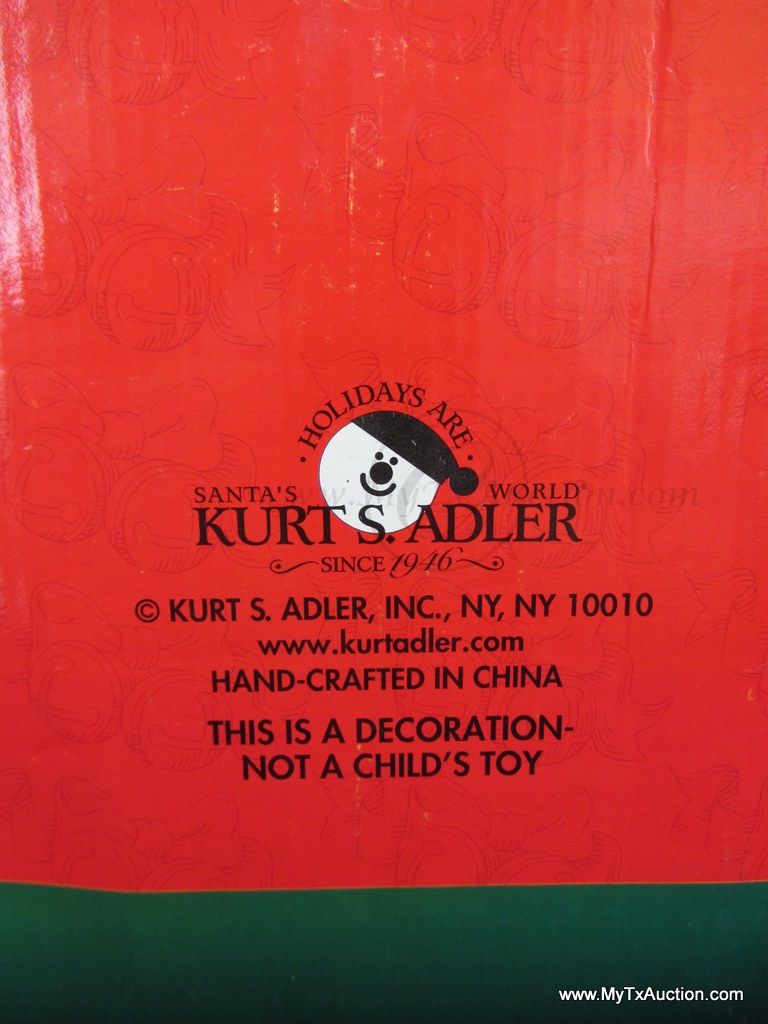 · HOLIDAYS ARE ·
SANTA'S WORLD®
KURT S. ADLER
SINCE 1946
© KURT S. ADLER, INC., NY, NY 10010
www.kurtadler.com
HAND-CRAFTED IN CHINA
THIS IS A DECORATION-
NOT A CHILD'S TOY
www.MyTxAuction.com